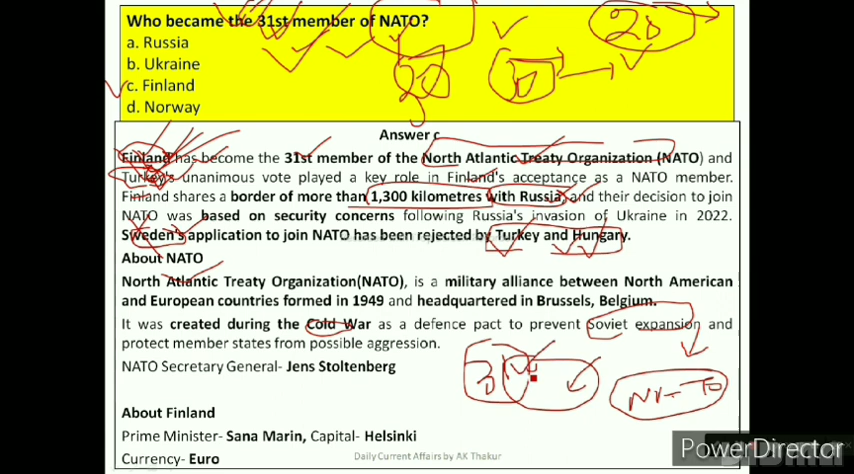 Who became the 31st member of NATO?
a. Russia
b. Ukraine
c. Finland
d. Norway
Answer c
Finland has become the 31st member of the North Atlantic Treaty Organization (NATO) and
Turkey's unanimous vote played a key role in Finland's acceptance as a NATO member.
Finland shares a border of more than 1,300 kilometres with Russia, and their decision to join
NATO was based on security concerns following Russia's invasion of Ukraine in 2022.
Sweden's application to join NATO has been rejected by Turkey and Hungary.
About NATO
North Atlantic Treaty Organization(NATO), is a military alliance between North American
and European countries formed in 1949 and headquartered in Brussels, Belgium.
It was created during the Cold War as a defence pact to prevent Soviet expansion and
protect member states from possible aggression.
NATO Secretary General- Jens Stoltenberg
About Finland
Prime Minister- Sana Marin, Capital- Helsinki
Currency- Euro
Daily Current Affairs by AK Thakur
PowerDirector